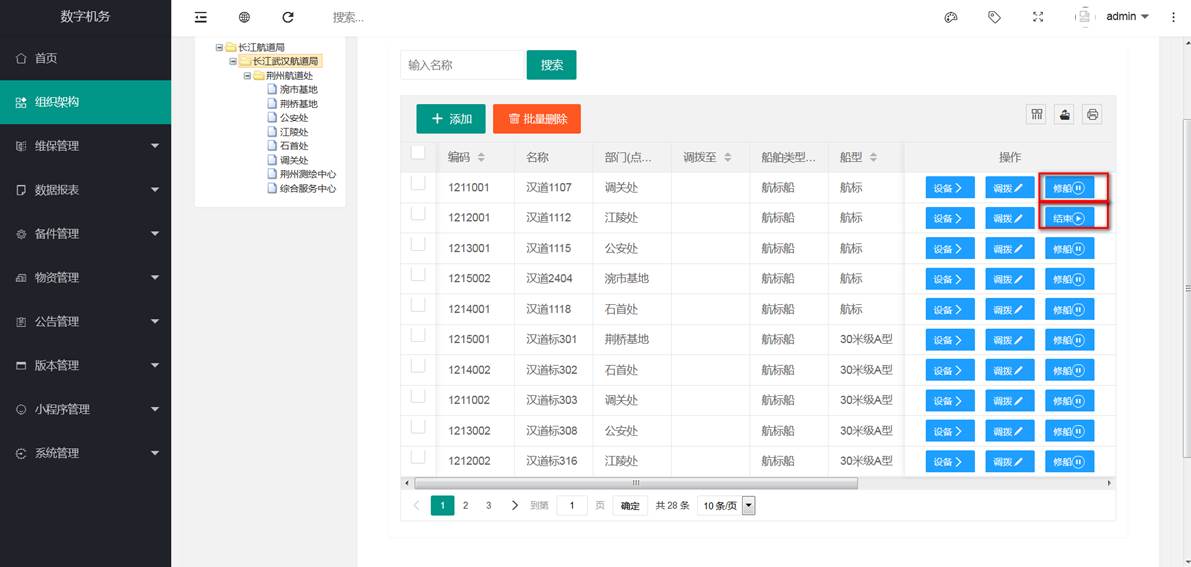 数字机务
搜索...
admin
首页
组织架构
维保管理
数据报表
备件管理
物资管理
公告管理
版本管理
小程序管理
系统管理
长江航道局
长江武汉航道局
荆州航道处
涴市基地
荆桥基地
公安处
江陵处
石首处
调关处
荆州测绘中心
综合服务中心
输入名称 搜索
添加 批量删除
编码 名称 部门(点... 调拨至 船舶类型... 船型 操作
1211001 汉道1107 调关处 航标船 航标 设备 调拨 修船
1212001 汉道1112 江陵处 航标船 航标 设备 调拨 结束
1213001 汉道1115 公安处 航标船 航标 设备 调拨 修船
1215002 汉道2404 涴市基地 航标船 航标 设备 调拨 修船
1214001 汉道1118 石首处 航标船 航标 设备 调拨 修船
1215001 汉道标301 荆桥基地 航标船 30米级A型 设备 调拨 修船
1214002 汉道标302 石首处 航标船 30米级A型 设备 调拨 修船
1211002 汉道标303 调关处 航标船 30米级A型 设备 调拨 修船
1213002 汉道标308 公安处 航标船 30米级A型 设备 调拨 修船
1212002 汉道标316 江陵处 航标船 30米级A型 设备 调拨 修船
1 2 3 到第 1 页 确定 共 28 条 10 条/页